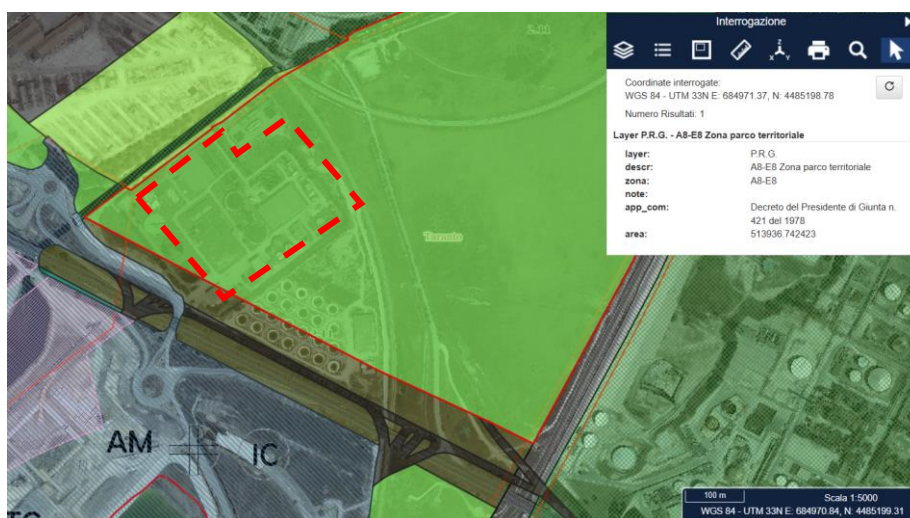 Interrogazione
Coordinate interrogate:
WGS 84 - UTM 33N E: 684971.37, N: 4485198.78
Numero Risultati: 1
Layer P.R.G. - A8-E8 Zona parco territoriale
layer: P.R.G.
descr: A8-E8 Zona parco territoriale
zona: A8-E8
note:
app_com: Decreto del Presidente di Giunta n. 421 del 1978
area: 513936.742423
Taranto
AM
IC
100 m
Scala 1:5000
WGS 84 - UTM 33N E: 684970.84, N: 4485199.31